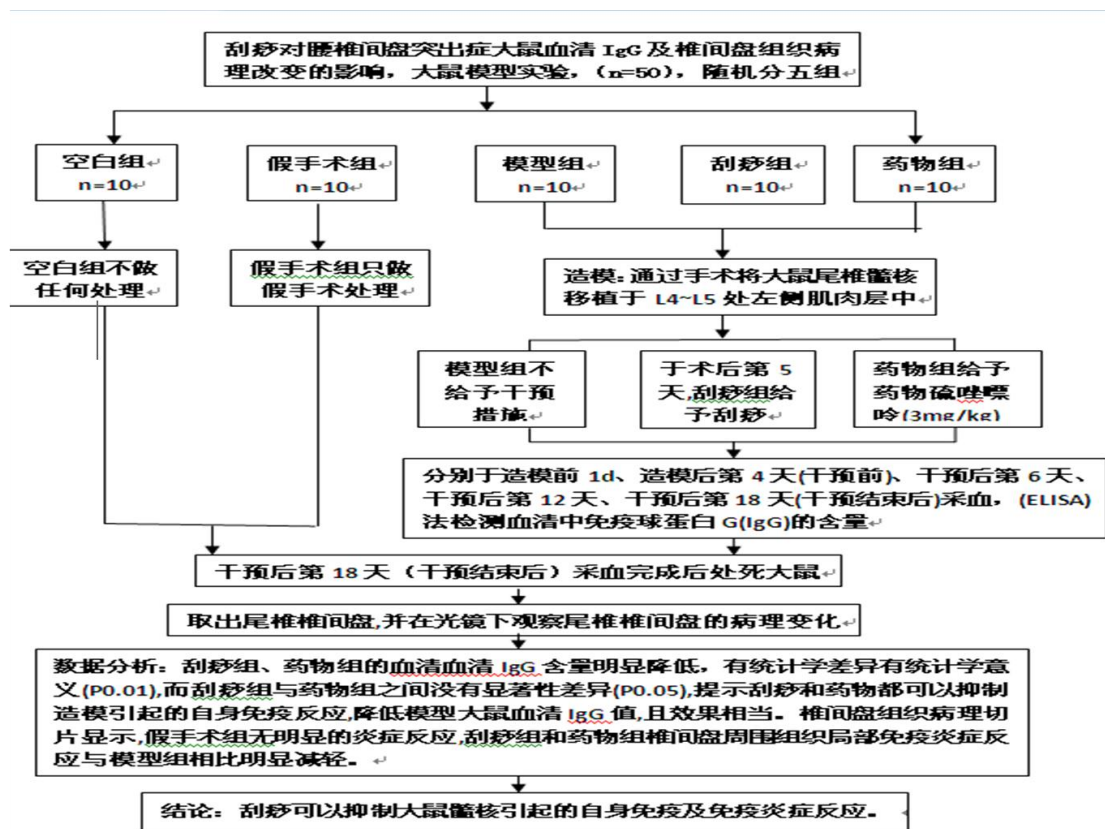 刮痧对腰椎间盘突出症大鼠血清 IgG 及椎间盘组织病
理改变的影响，大鼠模型实验，（n=50），随机分五组
空白组
n=10
假手术组
n=10
模型组
n=10
刮痧组
n=10
药物组
n=10
空白组不做
任何处理
假手术组只做
假手术处理
造模：通过手术将大鼠尾椎髓核
移植于 L4~L5 处左侧肌肉层中
模型组不
给予干预
措施
于术后第 5
天,刮痧组给
予刮痧
药物组给予
药物硫唑嘌
呤(3mg/kg)
分别于造模前 1d、造模后第 4 天(干预前)、干预后第 6 天、
干预后第 12 天、干预后第 18 天(干预结束后)采血，(ELISA)
法检测血清中免疫球蛋白 G(IgG)的含量
干预后第 18 天（干预结束后）采血完成后处死大鼠
取出尾椎椎间盘,并在光镜下观察尾椎椎间盘的病理变化
数据分析：刮痧组、药物组的血清血清 IgG 含量明显降低，有统计学差异有统计学意
义(P0.01),而刮痧组与药物组之间没有显著性差异(P0.05),提示刮痧和药物都可以抑制
造模引起的自身免疫反应,降低模型大鼠血清 IgG 值,且效果相当。椎间盘组织病理切
片显示,假手术组无明显的炎症反应,刮痧组和药物组椎间盘周围组织局部免疫炎症反
应与模型组相比明显减轻。
结论：刮痧可以抑制大鼠髓核引起的自身免疫及免疫炎症反应。